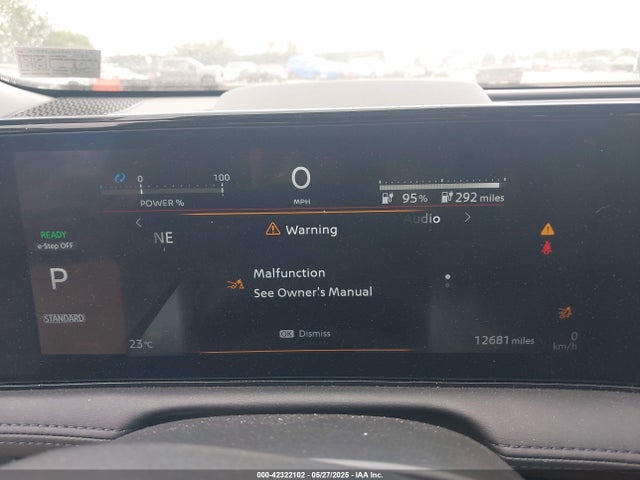 0 100
POWER %
0
MPH
95% 292 miles
Audio
READY
e-Step OFF
NE
Warning
P
Malfunction
See Owner's Manual
STANDARD
OK Dismiss
23°C
12681 miles
0
km/h
000-42322102 - 05/27/2025 - IAA Inc.